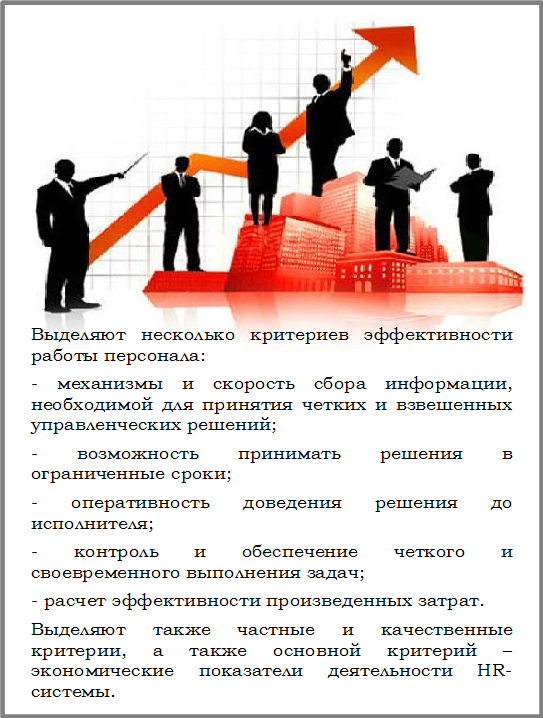 Выделяют несколько критериев эффективности
работы персонала:
- механизмы и скорость сбора информации,
необходимой для принятия четких и взвешенных
управленческих решений;
- возможность принимать решения в
ограниченные сроки;
- оперативность доведения решения до
исполнителя;
- контроль и обеспечение четкого и
своевременного выполнения задач;
- расчет эффективности произведенных затрат.
Выделяют также частные и качественные
критерии, а также основной критерий –
экономические показатели деятельности HR-
системы.